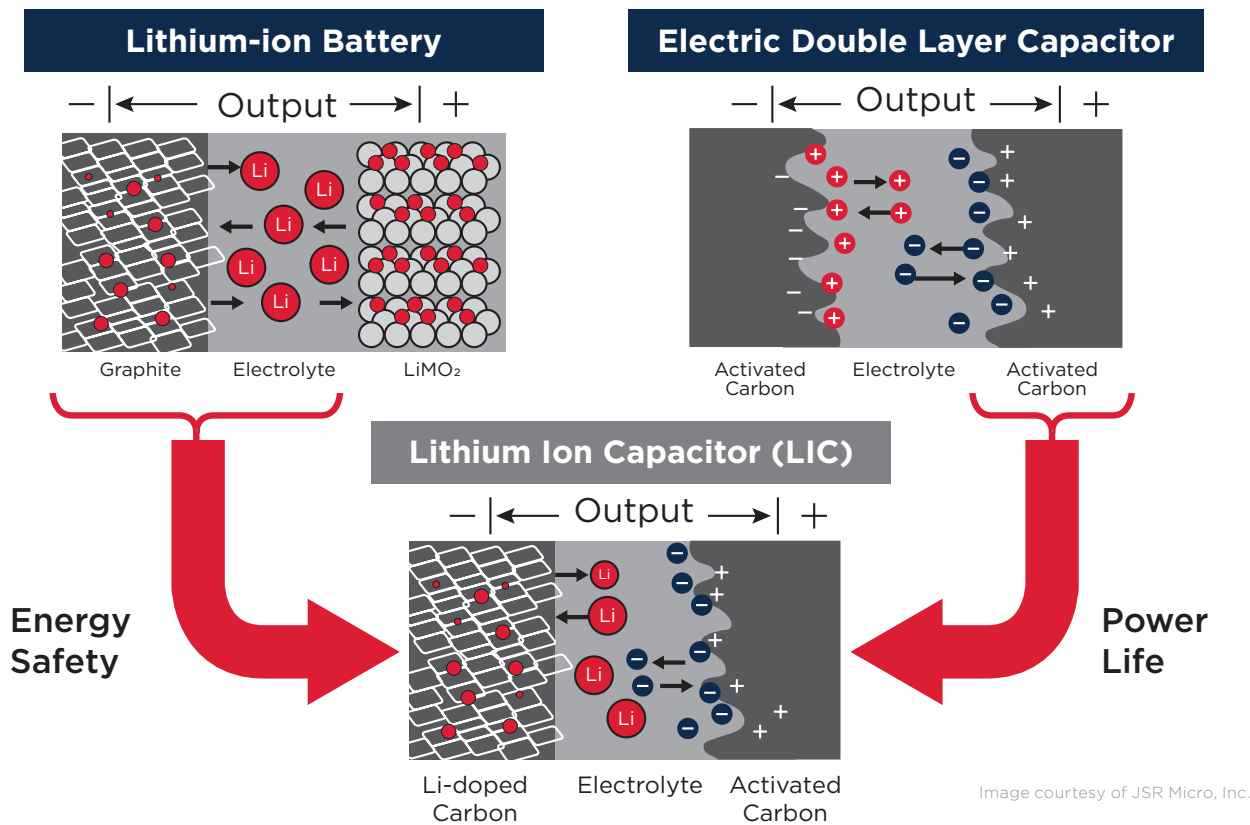 Lithium-ion Battery
Electric Double Layer Capacitor
− Output +
− Output +
Li
Li
Li
Li
Li
Li
Graphite
Electrolyte
LiMO₂
Activated
Carbon
Electrolyte
Activated
Carbon
Lithium Ion Capacitor (LIC)
− Output +
Li
Li
Li
Li
Energy
Safety
Power
Life
Li-doped
Carbon
Electrolyte
Activated
Carbon
Image courtesy of JSR Micro, Inc.